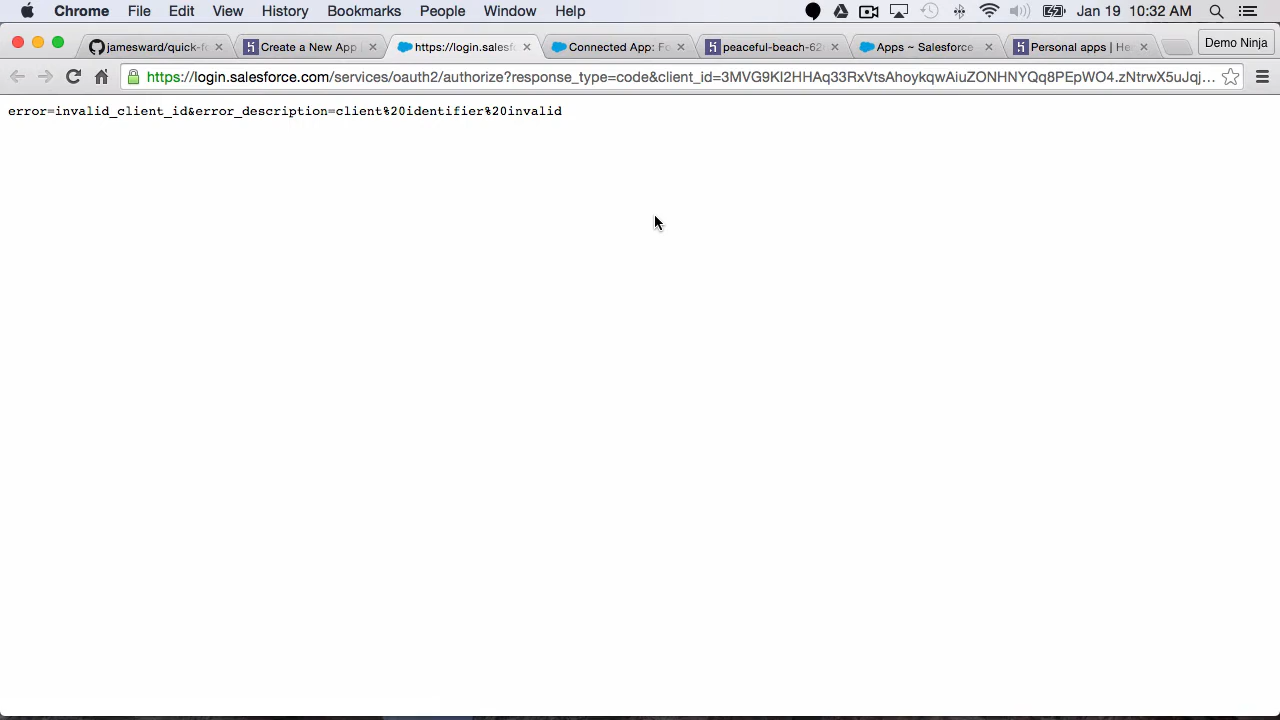 Chrome File Edit View History Bookmarks People Window Help Jan 19 10:32 AM
jamesward/quick-f Create a New App https://login.salesf Connected App: Fo peaceful-beach-62 Apps ~ Salesforce Personal apps | He Demo Ninja
https://login.salesforce.com/services/oauth2/authorize?response_type=code&client_id=3MVG9KI2HHAq33RxVtsAhoykqwAiuZONHNYQq8PEpWO4.zNtrwX5uJqj...
error=invalid_client_id&error_description=client%20identifier%20invalid